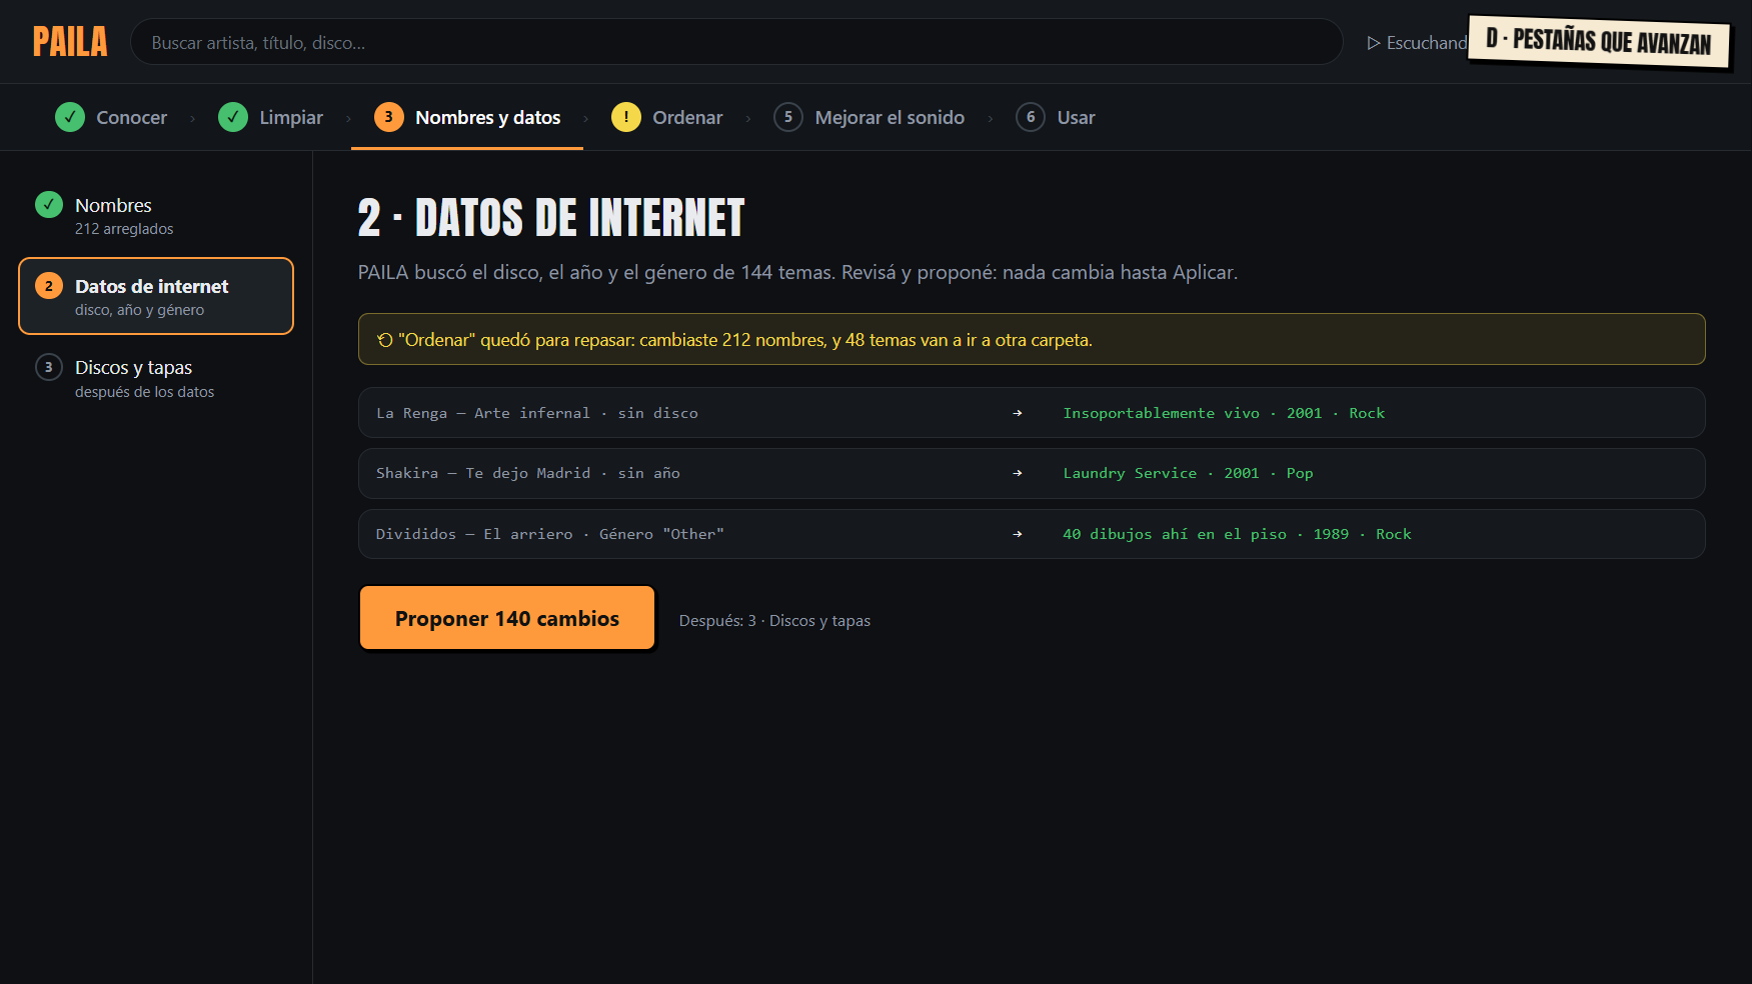 PAILA
Buscar artista, título, disco...
▷ Escuchand
D · PESTAÑAS QUE AVANZAN
✓ Conocer › ✓ Limpiar › 3 Nombres y datos › ! Ordenar › 5 Mejorar el sonido › 6 Usar
✓ Nombres
212 arreglados
2 Datos de internet
disco, año y género
3 Discos y tapas
después de los datos
2 · DATOS DE INTERNET
PAILA buscó el disco, el año y el género de 144 temas. Revisá y proponé: nada cambia hasta Aplicar.
"Ordenar" quedó para repasar: cambiaste 212 nombres, y 48 temas van a ir a otra carpeta.
La Renga — Arte infernal · sin disco → Insoportablemente vivo · 2001 · Rock
Shakira — Te dejo Madrid · sin año → Laundry Service · 2001 · Pop
Divididos — El arriero · Género "Other" → 40 dibujos ahí en el piso · 1989 · Rock
Proponer 140 cambios
Después: 3 · Discos y tapas